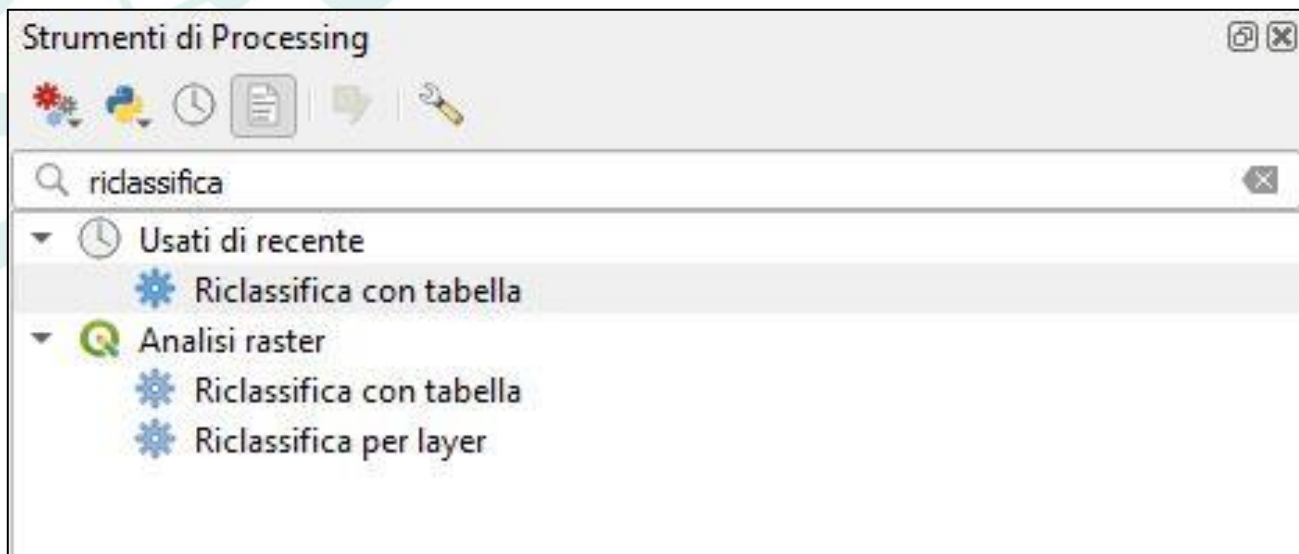 Strumenti di Processing
riclassifica
Usati di recente
Riclassifica con tabella
Analisi raster
Riclassifica con tabella
Riclassifica per layer